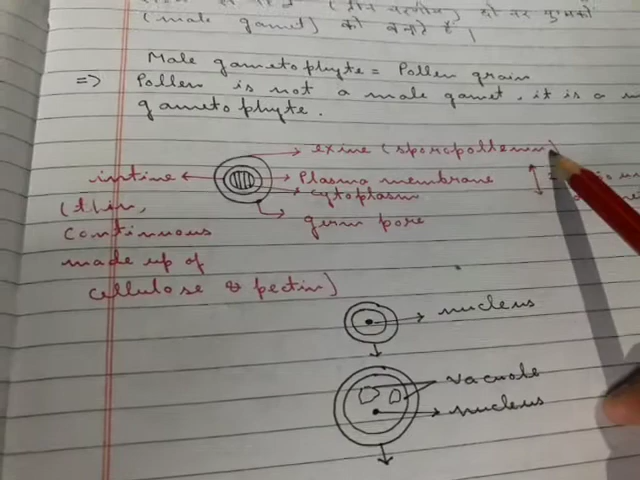 (male gamet) को बनाते है।
Male gametophyte = Pollen grain
=> Pollen is not a male gamet, it is a
gametophyte.
exine (sporopollenin)
intine
Plasma membrane
cytoplasm
(thin,
germ pore
continuous
made up of
cellulose & pectin)
nucleus
vacuole
nucleus